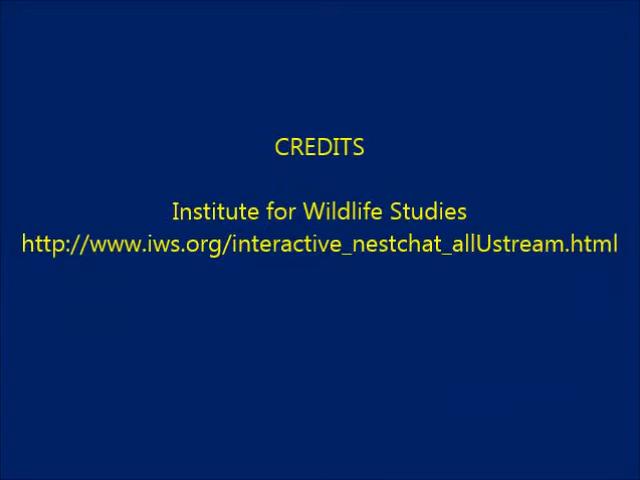 CREDITS
Institute for Wildlife Studies
http://www.iws.org/interactive_nestchat_allUstream.html